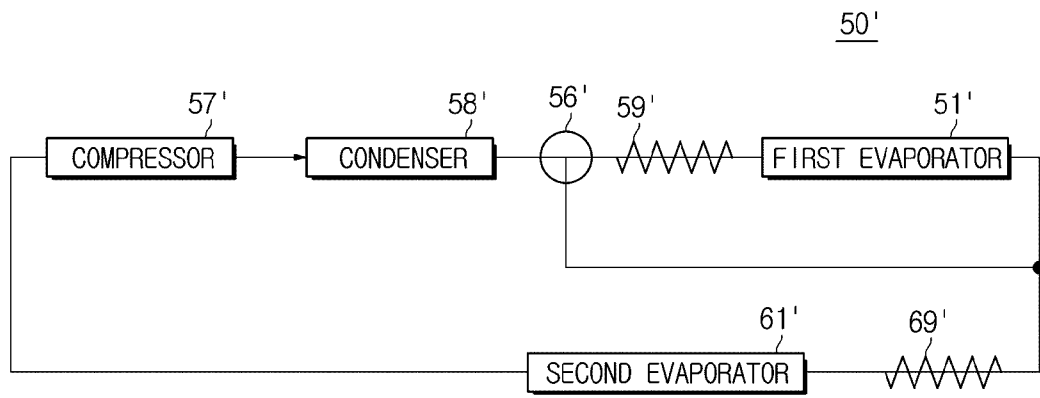 50'
57'
58'
56'
59'
51'
COMPRESSOR
CONDENSER
FIRST EVAPORATOR
61'
69'
SECOND EVAPORATOR